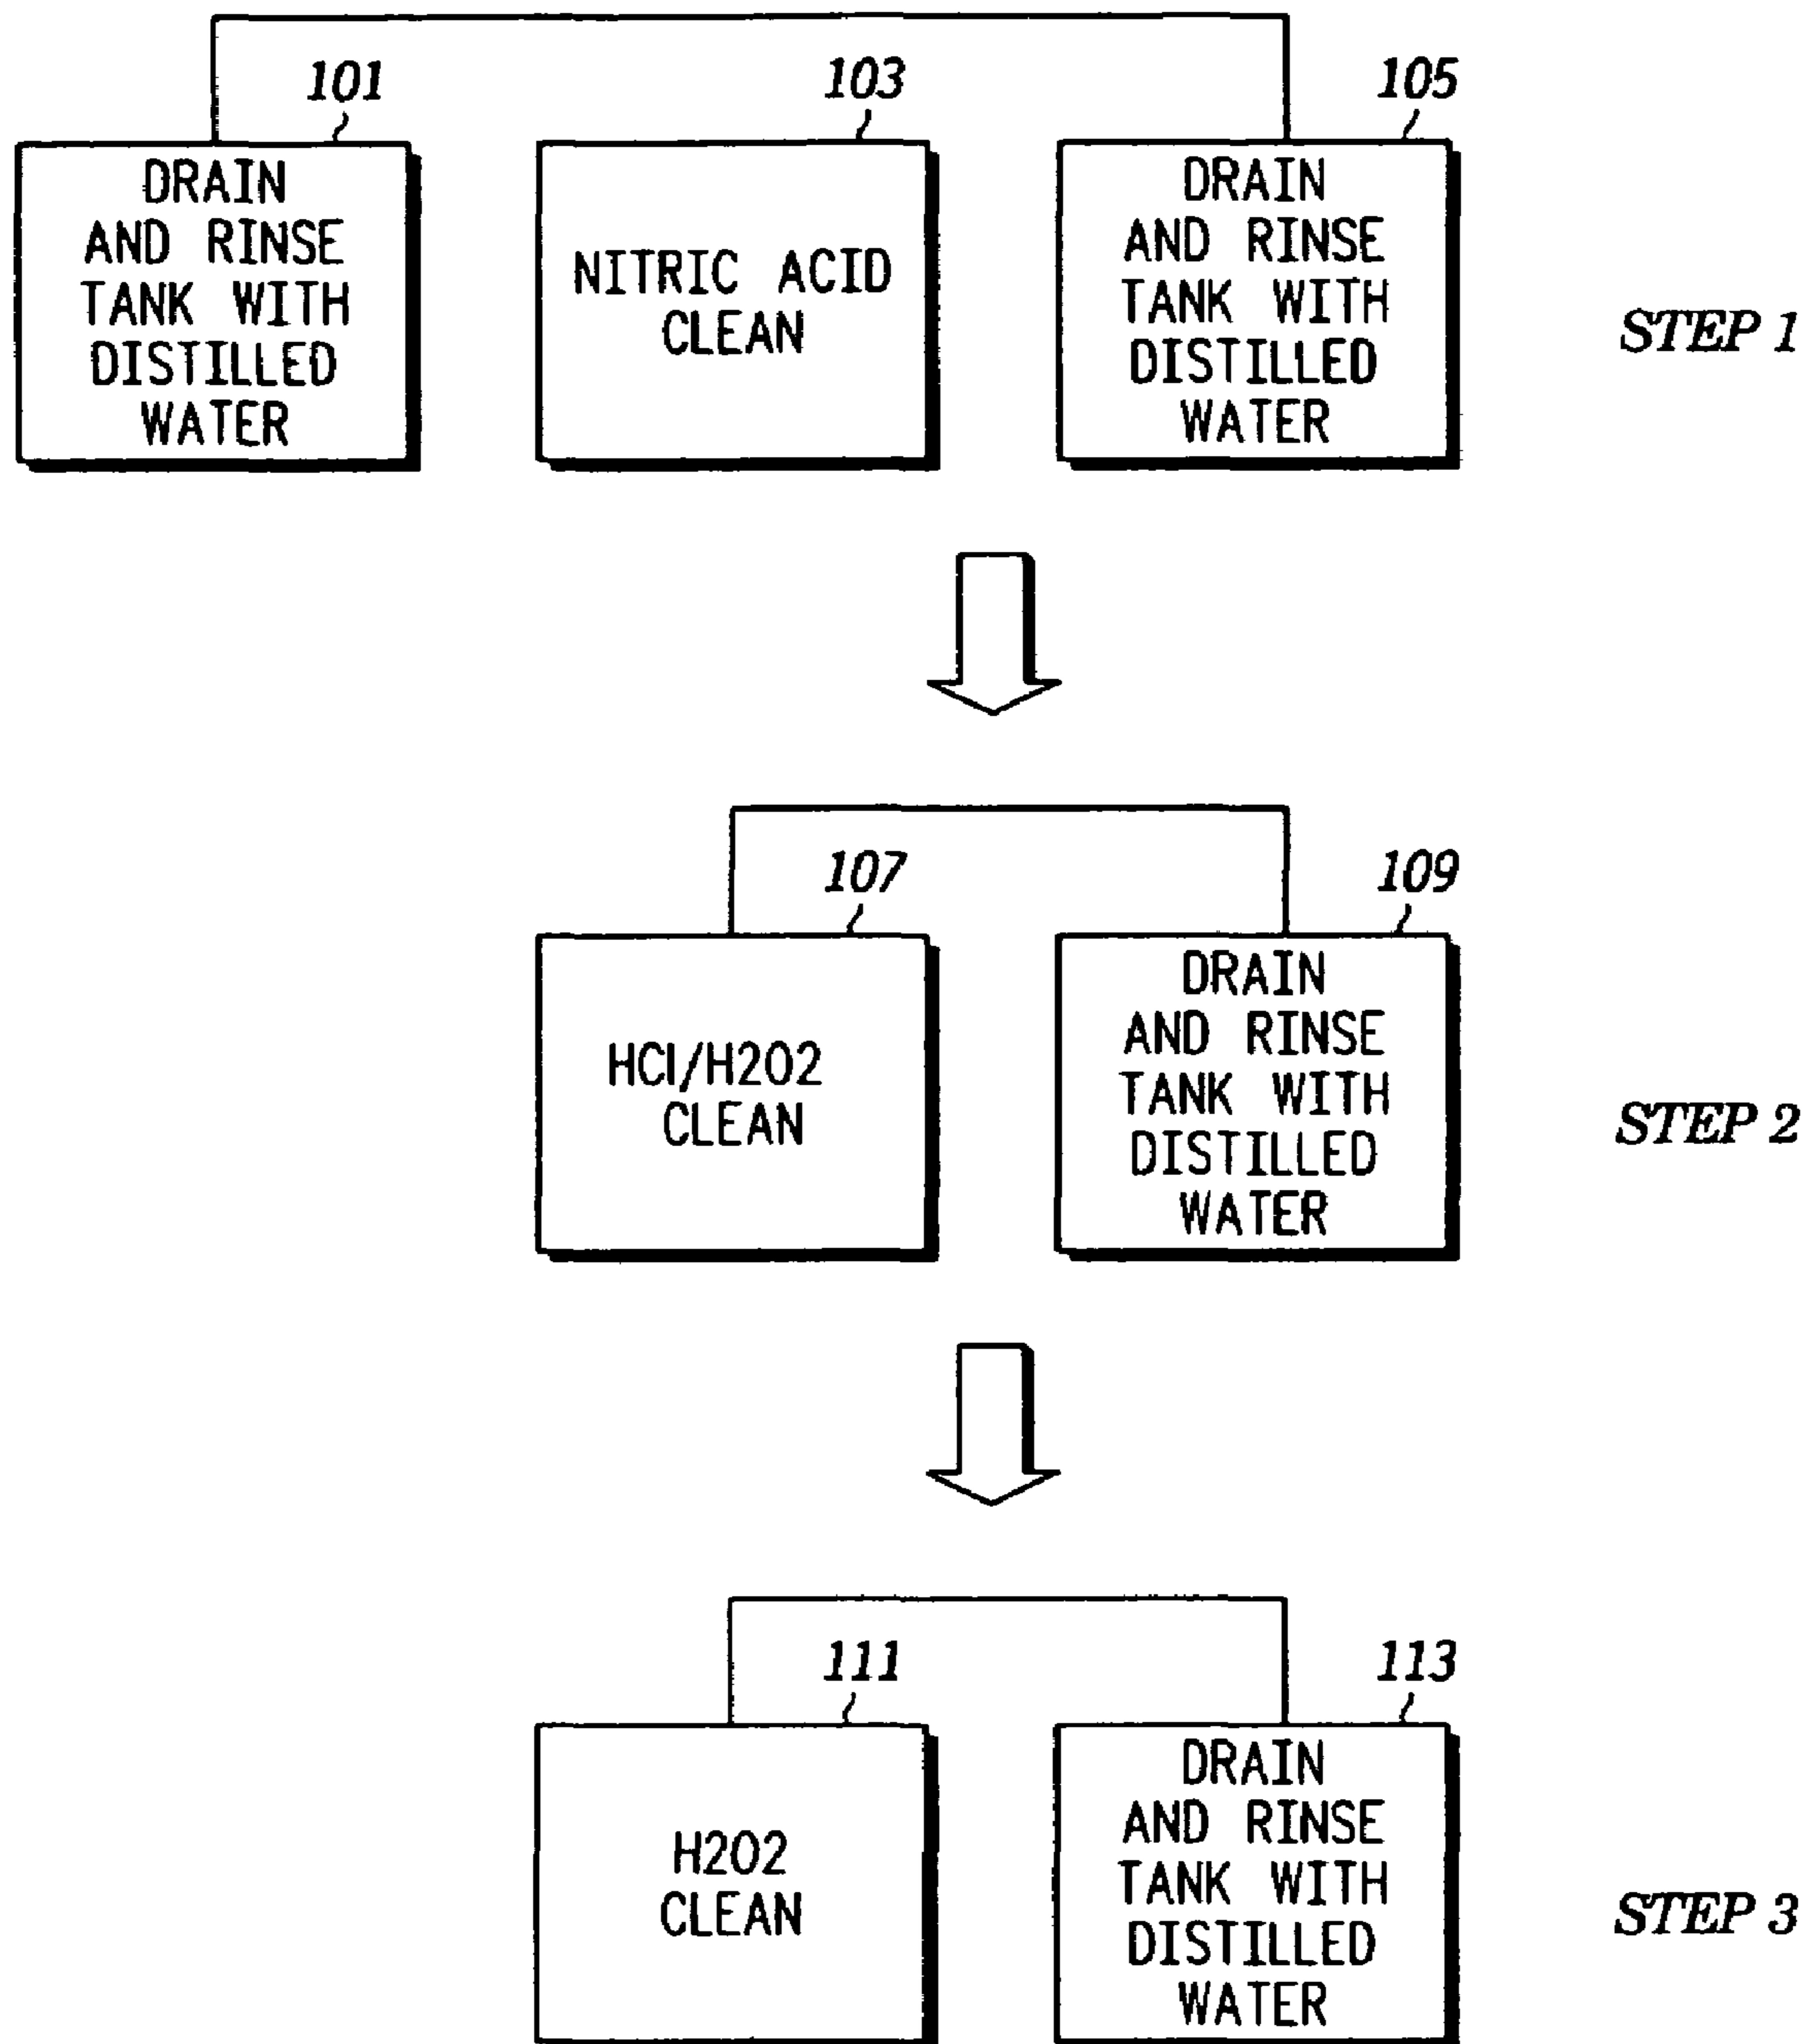 101
DRAIN
AND RINSE
TANK WITH
DISTILLED
WATER
103
NITRIC ACID
CLEAN
105
DRAIN
AND RINSE
TANK WITH
DISTILLED
WATER
STEP 1
107
HCl/H2O2
CLEAN
109
DRAIN
AND RINSE
TANK WITH
DISTILLED
WATER
STEP 2
111
H2O2
CLEAN
113
DRAIN
AND RINSE
TANK WITH
DISTILLED
WATER
STEP 3